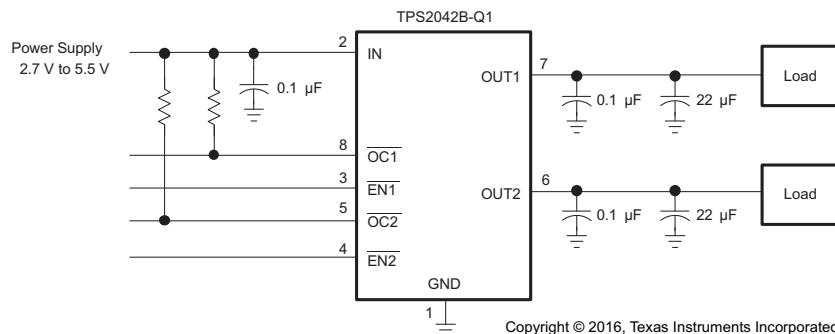 TPS2042B-Q1
Power Supply
2.7 V to 5.5 V
2
IN
0.1 µF
8
OC1
3
EN1
5
OC2
4
EN2
GND
1
OUT1
7
0.1 µF
22 µF
Load
OUT2
6
0.1 µF
22 µF
Load
Copyright © 2016, Texas Instruments Incorporated